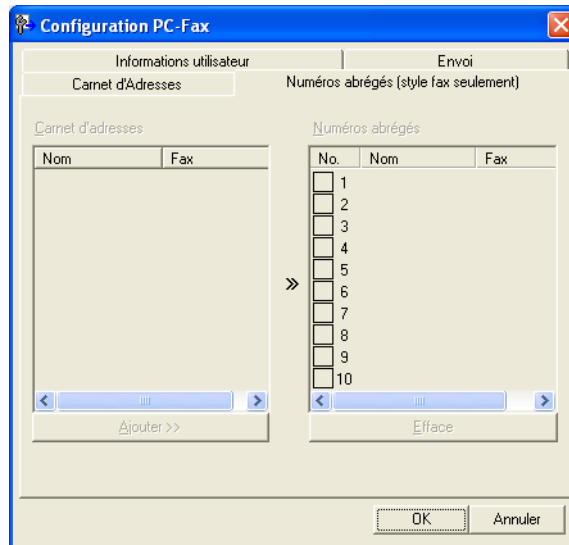 Configuration PC-Fax
Informations utilisateur
Envoi
Carnet d'Adresses
Numéros abrégés (style fax seulement)
Carnet d'adresses
Numéros abrégés
Nom Fax
No. Nom Fax
1
2
3
4
5
6
7
8
9
10
Ajouter >>
Efface
OK
Annuler